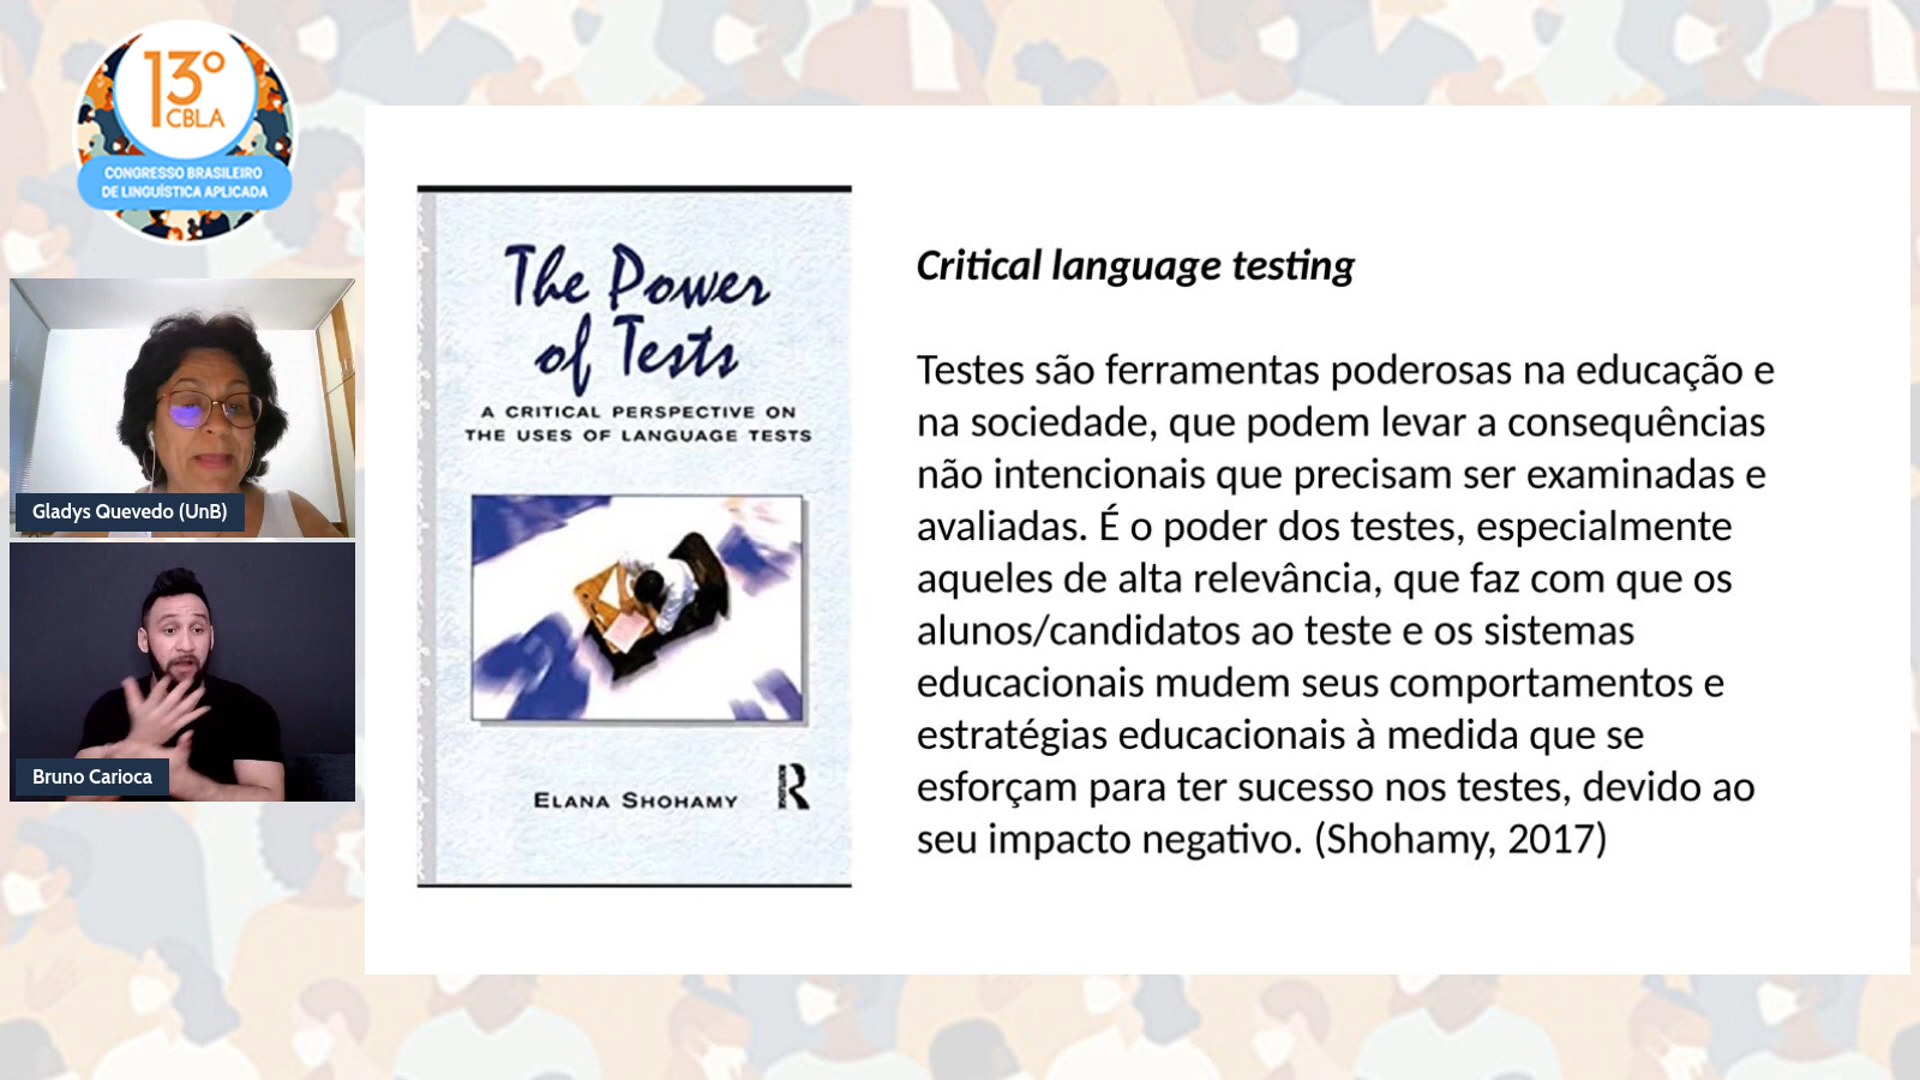 13º
CBLA
CONGRESSO BRASILEIRO
DE LINGUÍSTICA APLICADA
Gladys Quevedo (UnB)
Bruno Carioca
The Power
of Tests
A CRITICAL PERSPECTIVE ON
THE USES OF LANGUAGE TESTS
ELANA SHOHAMY
R
Critical language testing
Testes são ferramentas poderosas na educação e
na sociedade, que podem levar a consequências
não intencionais que precisam ser examinadas e
avaliadas. É o poder dos testes, especialmente
aqueles de alta relevância, que faz com que os
alunos/candidatos ao teste e os sistemas
educacionais mudem seus comportamentos e
estratégias educacionais à medida que se
esforçam para ter sucesso nos testes, devido ao
seu impacto negativo. (Shohamy, 2017)